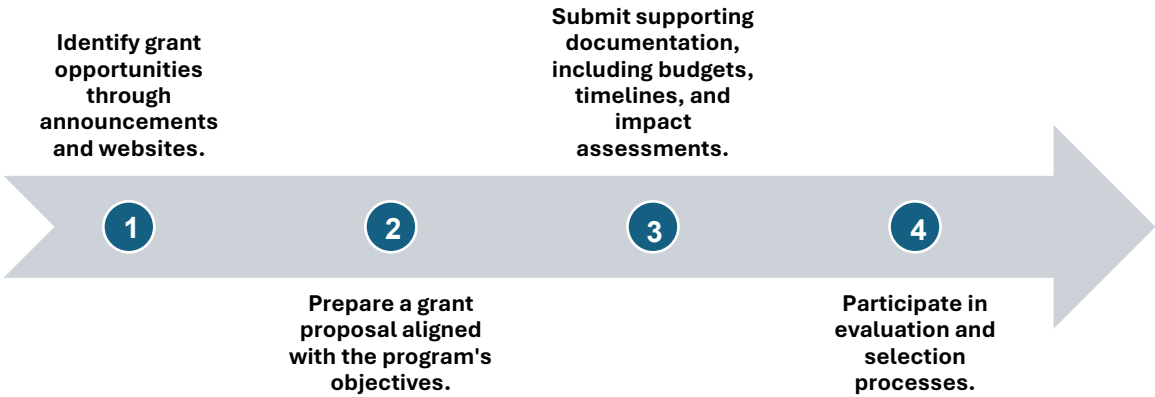 Identify grant
opportunities
through
announcements
and websites.
Submit supporting
documentation,
including budgets,
timelines, and
impact
assessments.
1
2
3
4
Prepare a grant
proposal aligned
with the program's
objectives.
Participate in
evaluation and
selection
processes.